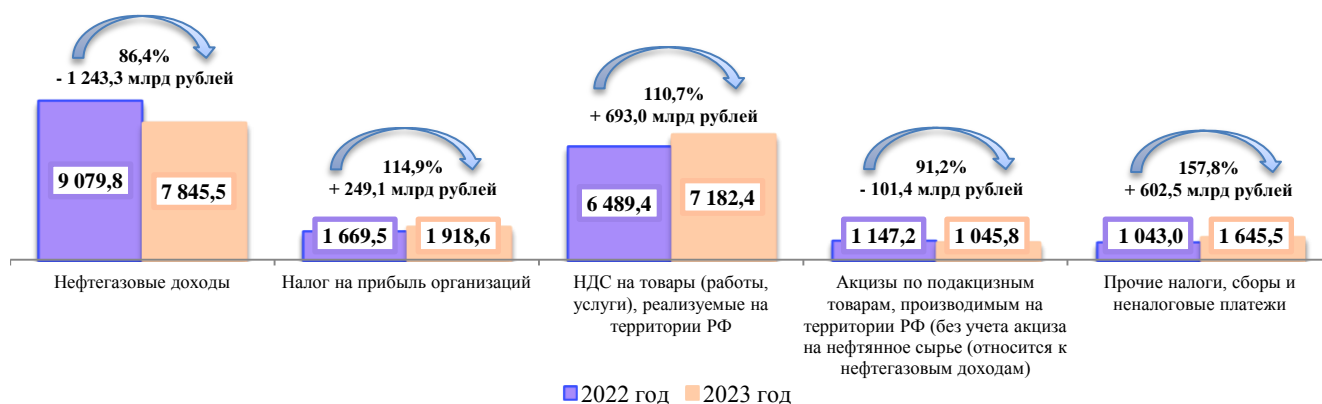 86,4%
- 1 243,3 млрд рублей
9 079,8
7 845,5
Нефтегазовые доходы
114,9%
+ 249,1 млрд рублей
1 669,5
1 918,6
Налог на прибыль организаций
110,7%
+ 693,0 млрд рублей
6 489,4
7 182,4
НДС на товары (работы,
услуги), реализуемые на
территории РФ
91,2%
- 101,4 млрд рублей
1 147,2
1 045,8
Акцизы по подакцизным
товарам, производимым на
территории РФ (без учета акциза
на нефтянное сырье (относится к
нефтегазовым доходам)
157,8%
+ 602,5 млрд рублей
1 043,0
1 645,5
Прочие налоги, сборы и
неналоговые платежи
2022 год
2023 год